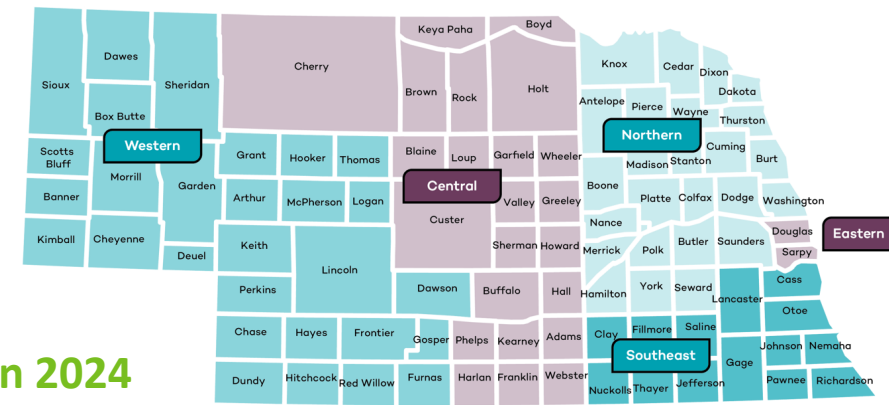 Keya Paha Boyd
Dawes Cherry Knox Cedar Dixon
Sioux Sheridan Brown Rock Holt Dakota
Antelope Pierce Wayne
Box Butte Thurston
Western Northern
Scotts
Bluff
Grant Hooker Thomas Blaine Loup Garfield Wheeler Cuming Burt
Madison Stanton
Morrill Garden Central Boone
Banner Arthur McPherson Logan Valley Greeley Platte Colfax Dodge Washington
Custer Nance
Kimball Cheyenne Keith Sherman Howard Merrick Polk Butler Saunders Douglas Eastern
Deuel Lincoln Sarpy
Perkins Dawson Buffalo Hall Hamilton York Seward Lancaster Cass
Otoe
Chase Hayes Frontier Gosper Phelps Kearney Adams Clay Fillmore Saline
Southeast Gage Johnson Nemaha
n 2024
Dundy Hitchcock Red Willow Furnas Harlan Franklin Webster Nuckolls Thayer Jefferson Pawnee Richardson